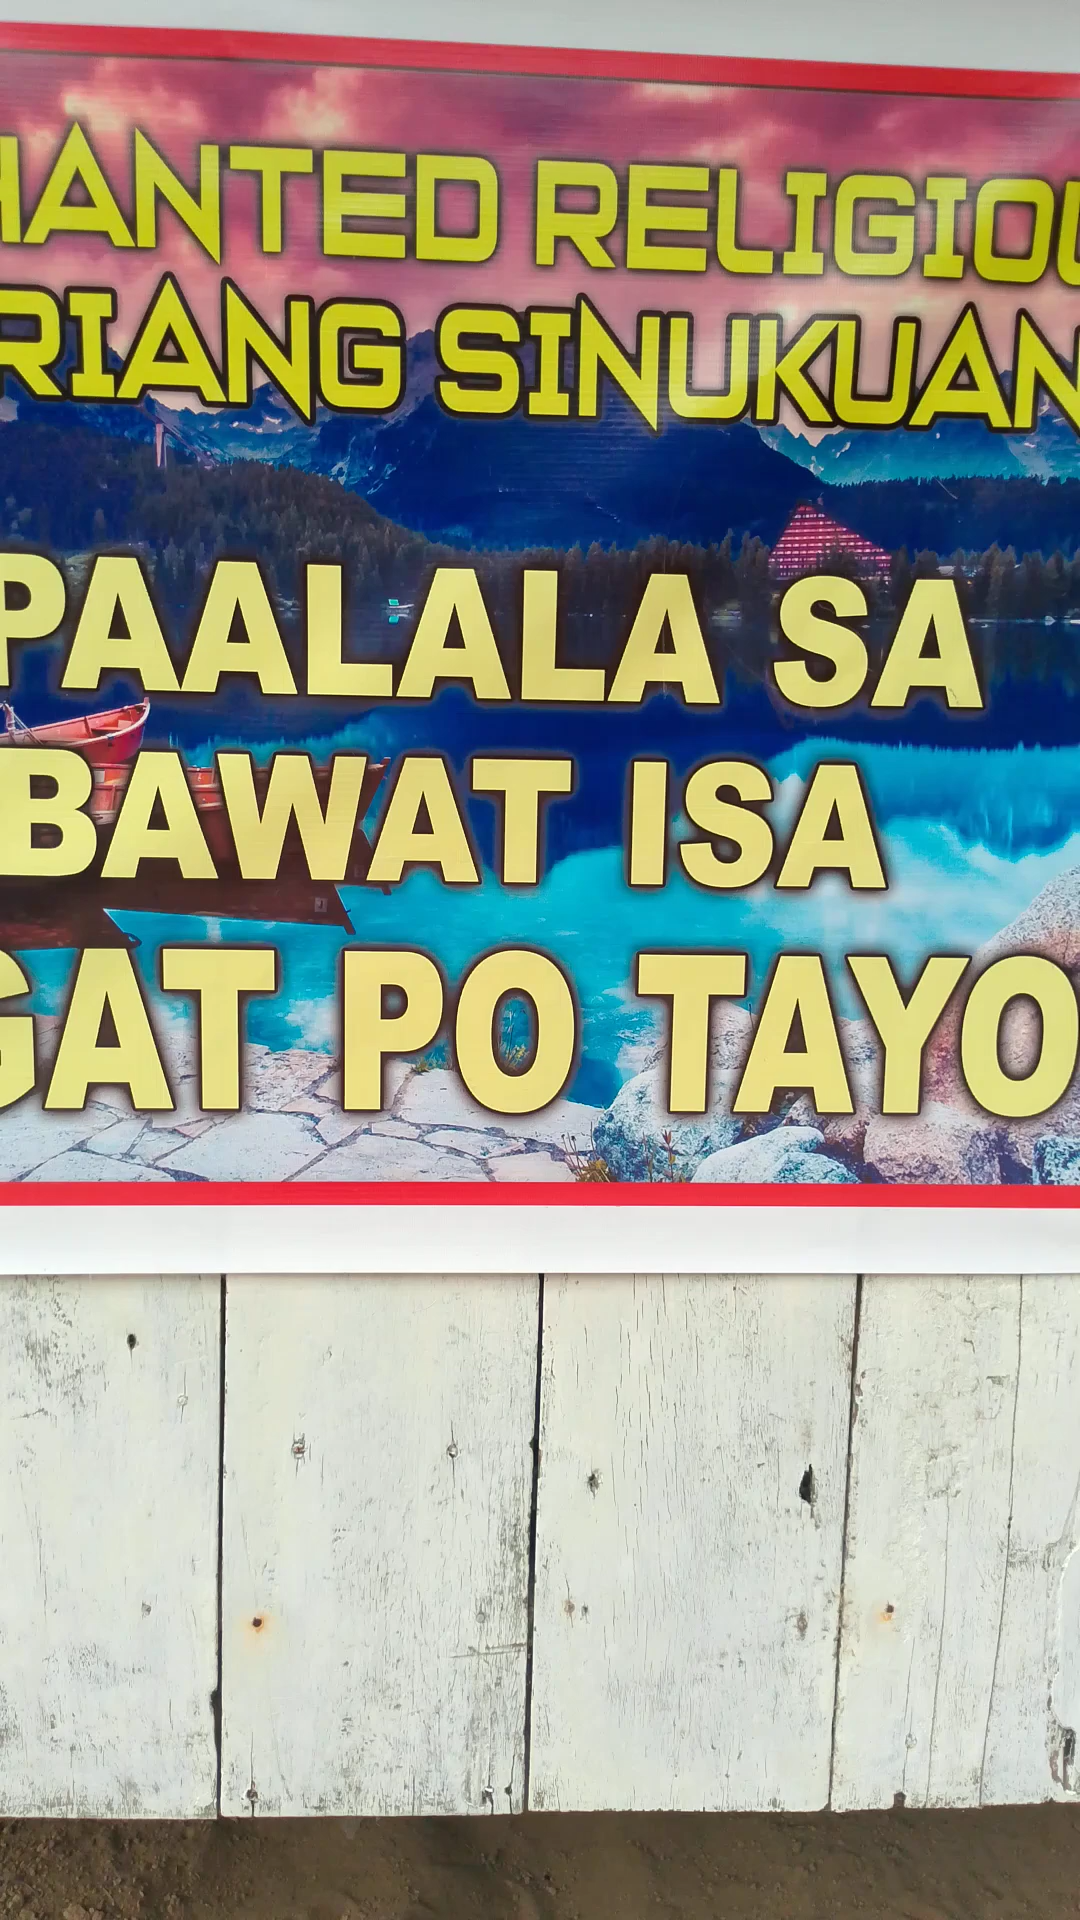 HANTED RELIGIOU
RIANG SINUKUAN
PAALALA SA
BAWAT ISA
GAT PO TAYO